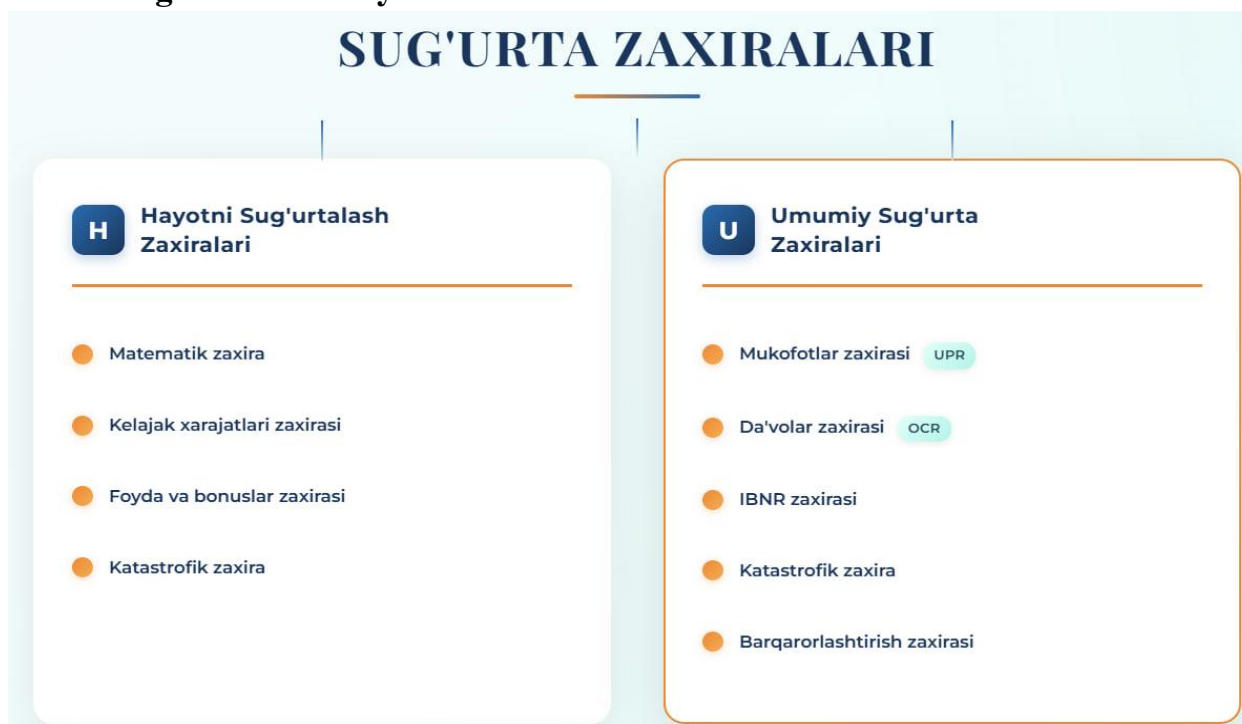 SUG'URTA ZAXIRALARI
H
Hayotni Sug'urtalash
Zaxiralari
Matematik zaxira
Kelajak xarajatlari zaxirasi
Foyda va bonuslar zaxirasi
Katastrofik zaxira
U
Umumiy Sug'urta
Zaxiralari
Mukofotlar zaxirasi UPR
Da'volar zaxirasi OCR
IBNR zaxirasi
Katastrofik zaxira
Barqarorlashtirish zaxirasi